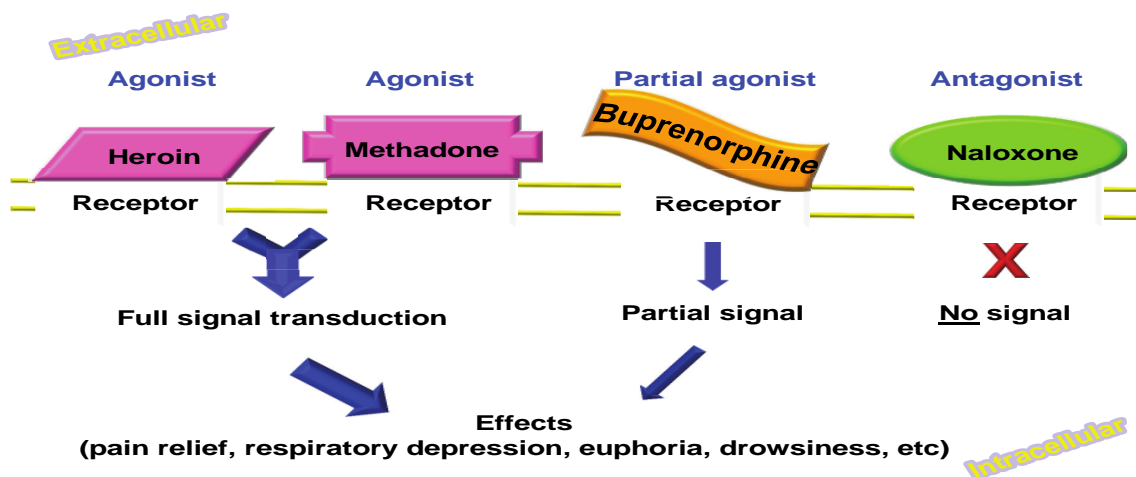 Extracellular
Agonist
Agonist
Partial agonist
Antagonist
Heroin
Methadone
Buprenorphine
Naloxone
Receptor
Receptor
Receptor
Receptor
X
Full signal transduction
Partial signal
No signal
Effects
(pain relief, respiratory depression, euphoria, drowsiness, etc)
Intracellular